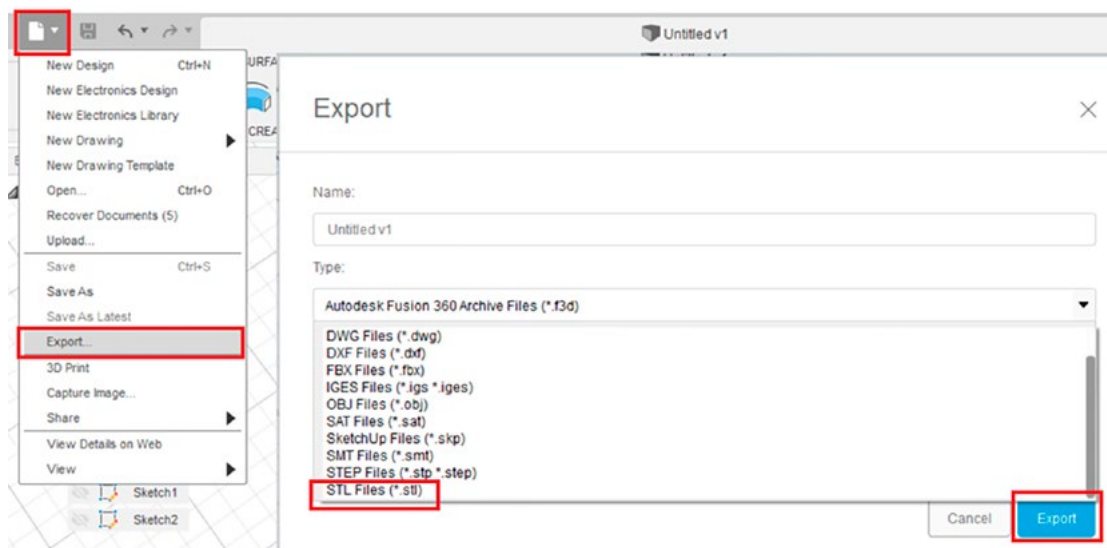 Untitled v1
New Design Ctrl+N
New Electronics Design
New Electronics Library
New Drawing
New Drawing Template
Open... Ctrl+O
Recover Documents (5)
Upload...
Save Ctrl+S
Save As
Save As Latest
Export...
3D Print
Capture Image...
Share
View Details on Web
View
Sketch1
Sketch2
URFA
CREA
Export
Name:
Untitled v1
Type:
Autodesk Fusion 360 Archive Files (*.f3d)
DWG Files (*.dwg)
DXF Files (*.dxf)
FBX Files (*.fbx)
IGES Files (*.igs *.iges)
OBJ Files (*.obj)
SAT Files (*.sat)
SketchUp Files (*.skp)
SMT Files (*.smt)
STEP Files (*.stp *.step)
STL Files (*.stl)
Cancel
Export